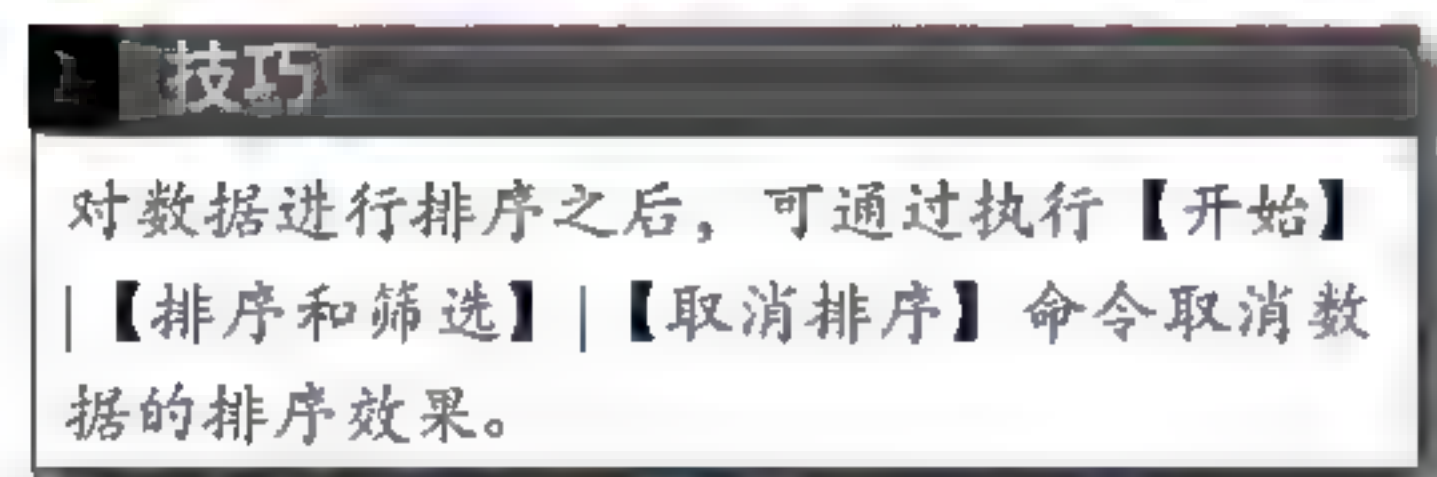 技巧
对数据进行排序之后，可通过执行【开始】
|【排序和筛选】|【取消排序】命令取消数
据的排序效果。